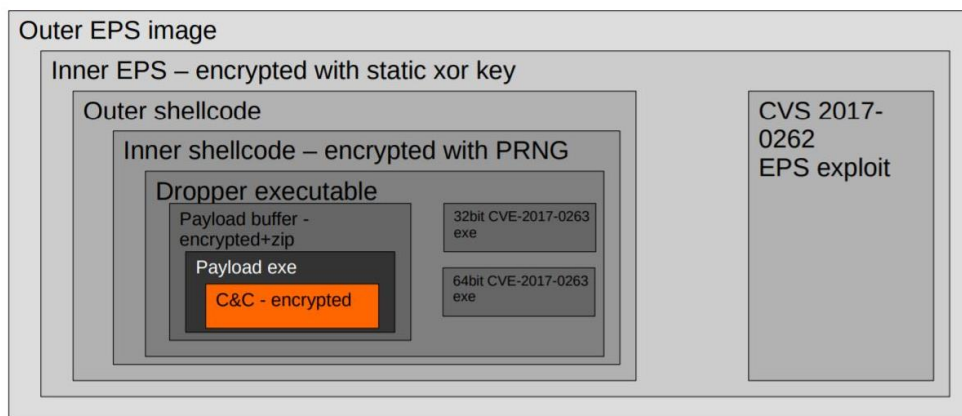 Outer EPS image
Inner EPS – encrypted with static xor key
Outer shellcode
Inner shellcode – encrypted with PRNG
Dropper executable
Payload buffer -
encrypted+zip
Payload exe
C&C - encrypted
32bit CVE-2017-0263
exe
64bit CVE-2017-0263
exe
CVS 2017-
0262
EPS exploit